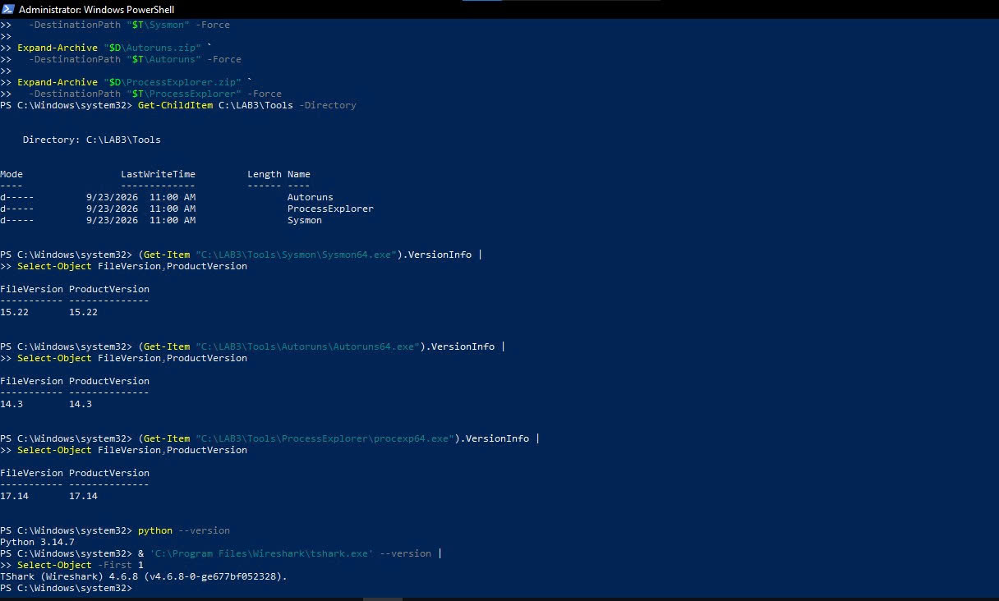 Administrator: Windows PowerShell
>>   -DestinationPath "$T\Sysmon" -Force
>>
>> Expand-Archive "$D\Autoruns.zip" `
>>   -DestinationPath "$T\Autoruns" -Force
>>
>> Expand-Archive "$D\ProcessExplorer.zip" `
>>   -DestinationPath "$T\ProcessExplorer" -Force
PS C:\Windows\system32> Get-ChildItem C:\LAB3\Tools -Directory
    Directory: C:\LAB3\Tools
Mode                 LastWriteTime         Length Name
----                 -------------         ------ ----
d-----         9/23/2026  11:00 AM                Autoruns
d-----         9/23/2026  11:00 AM                ProcessExplorer
d-----         9/23/2026  11:00 AM                Sysmon
PS C:\Windows\system32> (Get-Item "C:\LAB3\Tools\Sysmon\Sysmon64.exe").VersionInfo |
>> Select-Object FileVersion,ProductVersion
FileVersion ProductVersion
----------- --------------
15.22       15.22
PS C:\Windows\system32> (Get-Item "C:\LAB3\Tools\Autoruns\Autoruns64.exe").VersionInfo |
>> Select-Object FileVersion,ProductVersion
FileVersion ProductVersion
----------- --------------
14.3        14.3
PS C:\Windows\system32> (Get-Item "C:\LAB3\Tools\ProcessExplorer\procexp64.exe").VersionInfo |
>> Select-Object FileVersion,ProductVersion
FileVersion ProductVersion
----------- --------------
17.14       17.14
PS C:\Windows\system32> python --version
Python 3.14.7
PS C:\Windows\system32> & 'C:\Program Files\Wireshark\tshark.exe' --version |
>> Select-Object -First 1
TShark (Wireshark) 4.6.8 (v4.6.8-0-ge677bf052328).
PS C:\Windows\system32>